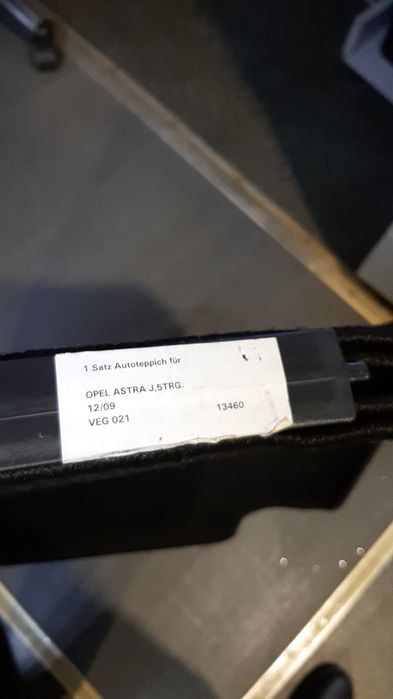 1 Satz Autoteppich für
OPEL ASTRA J,5TRG.
12/09
VEG 021
13460